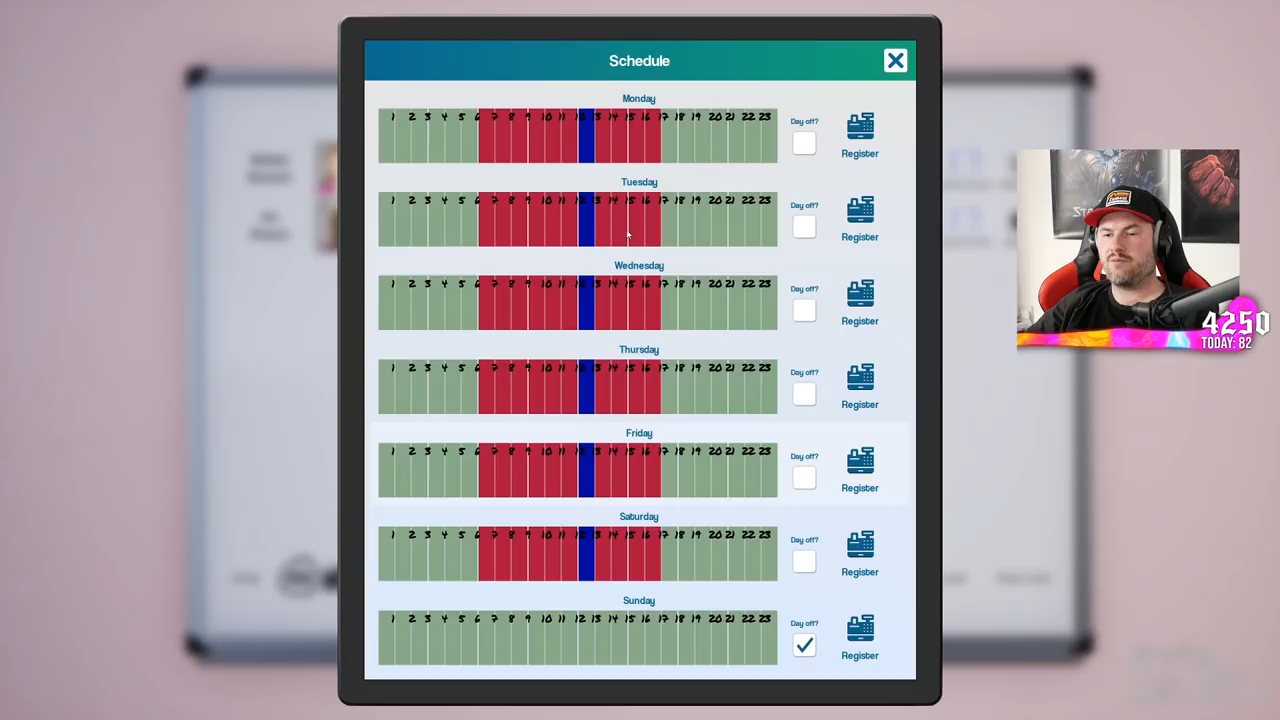 Schedule
Monday
1 2 3 4 5 6 7 8 9 10 11 12 13 14 15 16 17 18 19 20 21 22 23
Day off?
Register
Tuesday
1 2 3 4 5 6 7 8 9 10 11 12 13 14 15 16 17 18 19 20 21 22 23
Day off?
Register
Wednesday
1 2 3 4 5 6 7 8 9 10 11 12 13 14 15 16 17 18 19 20 21 22 23
Day off?
Register
Thursday
1 2 3 4 5 6 7 8 9 10 11 12 13 14 15 16 17 18 19 20 21 22 23
Day off?
Register
Friday
1 2 3 4 5 6 7 8 9 10 11 12 13 14 15 16 17 18 19 20 21 22 23
Day off?
Register
Saturday
1 2 3 4 5 6 7 8 9 10 11 12 13 14 15 16 17 18 19 20 21 22 23
Day off?
Register
Sunday
1 2 3 4 5 6 7 8 9 10 11 12 13 14 15 16 17 18 19 20 21 22 23
Day off?
Register
4250
TODAY: 82